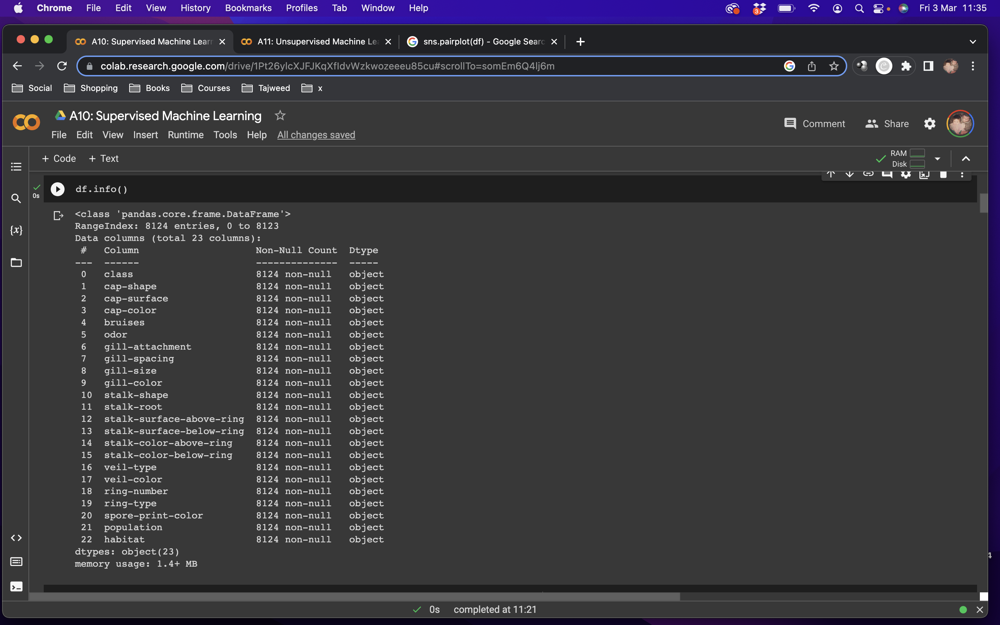 Chrome File Edit View History Bookmarks Profiles Tab Window Help 3 Fri 3 Mar 11:35
A10: Supervised Machine Lear A11: Unsupervised Machine Le sns.pairplot(df) - Google Searc
colab.research.google.com/drive/1Pt26ylcXJFJKqXfIdvWzkwozeeeu85cu#scrollTo=somEm6Q4lj6m
Social Shopping Books Courses Tajweed x
A10: Supervised Machine Learning
Comment Share
File Edit View Insert Runtime Tools Help All changes saved
+ Code + Text
RAM
Disk
df.info()
0s
<class 'pandas.core.frame.DataFrame'>
RangeIndex: 8124 entries, 0 to 8123
Data columns (total 23 columns):
# Column Non-Null Count Dtype
--- ------ -------------- -----
0 class 8124 non-null object
1 cap-shape 8124 non-null object
2 cap-surface 8124 non-null object
3 cap-color 8124 non-null object
4 bruises 8124 non-null object
5 odor 8124 non-null object
6 gill-attachment 8124 non-null object
7 gill-spacing 8124 non-null object
8 gill-size 8124 non-null object
9 gill-color 8124 non-null object
10 stalk-shape 8124 non-null object
11 stalk-root 8124 non-null object
12 stalk-surface-above-ring 8124 non-null object
13 stalk-surface-below-ring 8124 non-null object
14 stalk-color-above-ring 8124 non-null object
15 stalk-color-below-ring 8124 non-null object
16 veil-type 8124 non-null object
17 veil-color 8124 non-null object
18 ring-number 8124 non-null object
19 ring-type 8124 non-null object
20 spore-print-color 8124 non-null object
21 population 8124 non-null object
22 habitat 8124 non-null object
dtypes: object(23)
memory usage: 1.4+ MB
0s completed at 11:21